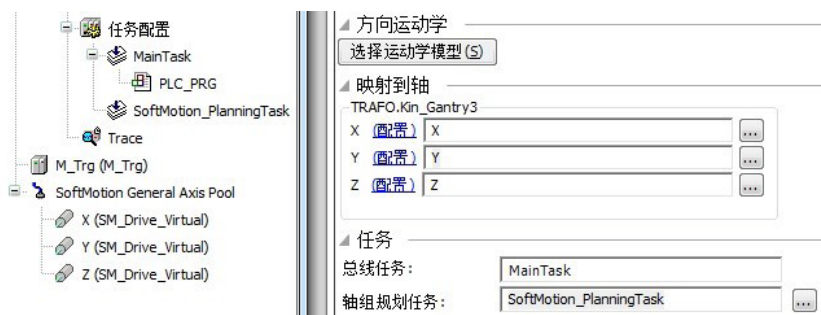 任务配置
MainTask
PLC_PRG
SoftMotion_PlanningTask
Trace
M_Trg (M_Trg)
SoftMotion General Axis Pool
X (SM_Drive_Virtual)
Y (SM_Drive_Virtual)
Z (SM_Drive_Virtual)
方向运动学
选择运动学模型(S)
映射到轴
TRAFO.Kin_Gantry3
X (配置) X ...
Y (配置) Y ...
Z (配置) Z ...
任务
总线任务: MainTask
轴组规划任务: SoftMotion_PlanningTask ...